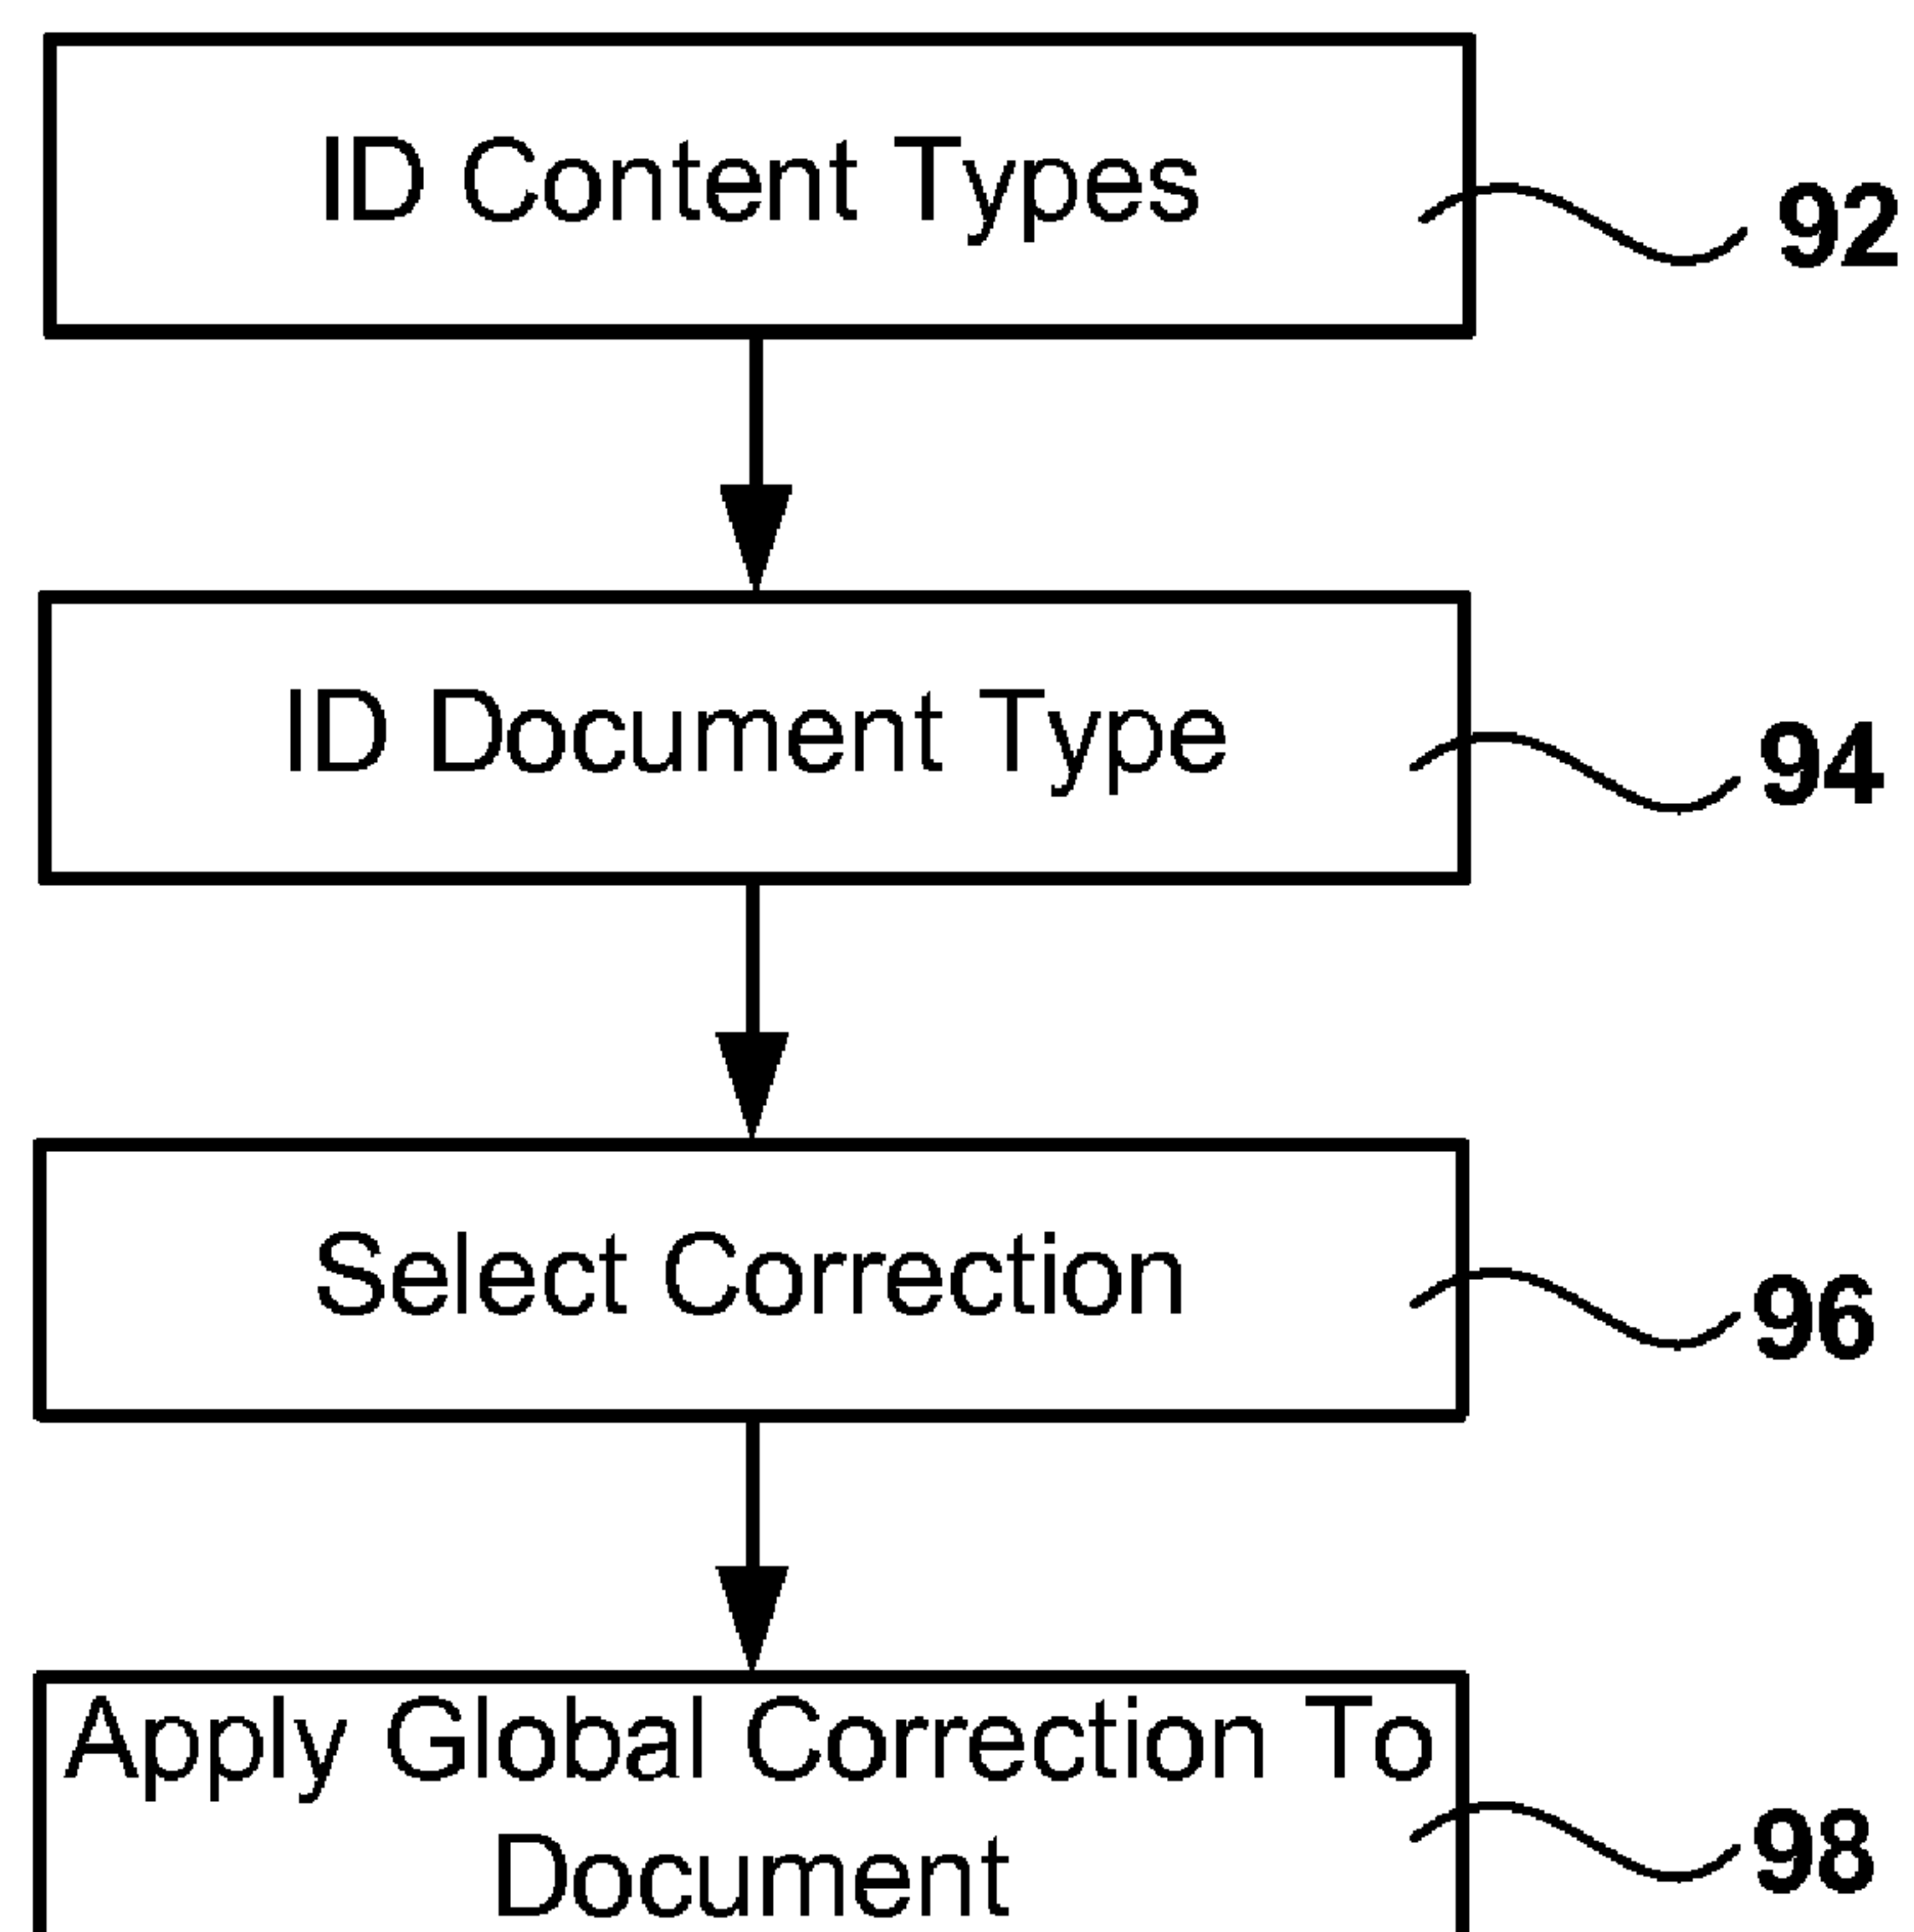 ID Content Types
92
ID Document Type
94
Select Correction
96
Apply Global Correction To
Document
98